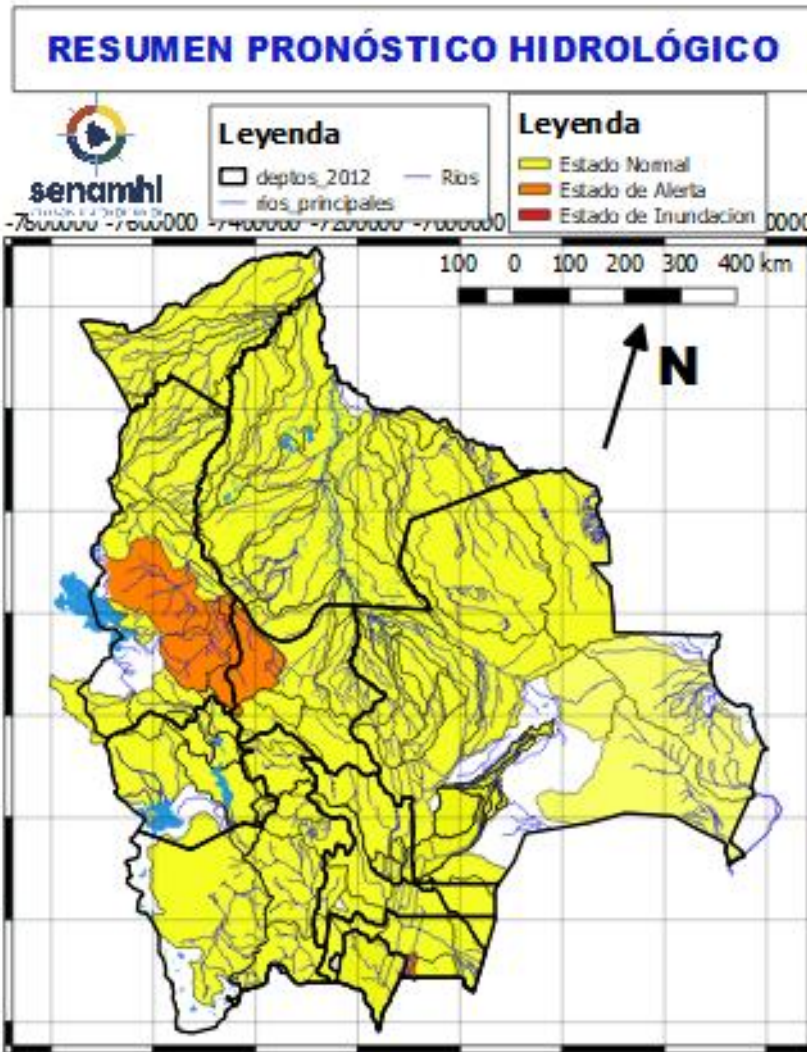 RESUMEN PRONÓSTICO HIDROLÓGICO
senamhi
Leyenda
deptos_2012
Rios
rios_principales
Leyenda
Estado Normal
Estado de Alerta
Estado de Inundacion
-7800000 -7600000 -7400000 -7200000 -7000000
100 0 100 200 300 400 km
N